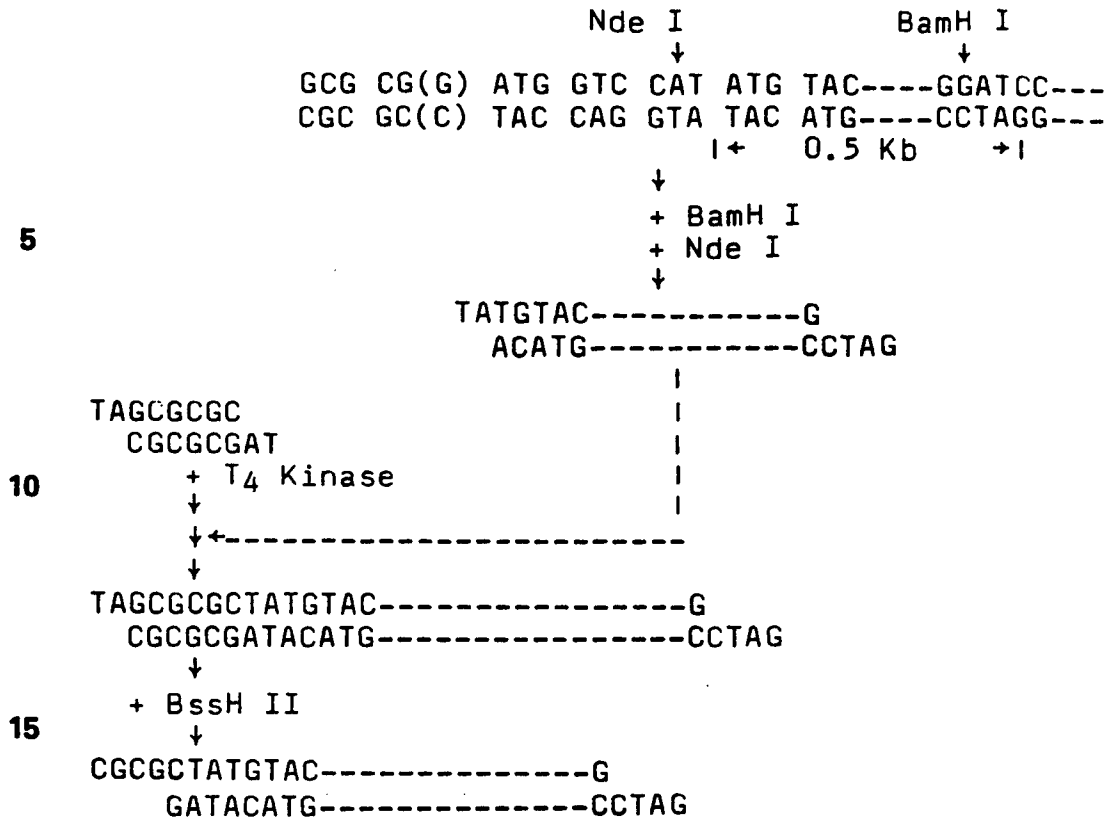 Nde I BamH I
↓ ↓
GCG CG(G) ATG GTC CAT ATG TAC----GGATCC---
CGC GC(C) TAC CAG GTA TAC ATG----CCTAGG---
|← 0.5 Kb →|
↓
+ BamH I
5
+ Nde I
↓
TATGTAC-----------G
ACATG-----------CCTAG
|
TAGCGCGC |
CGCGCGAT |
+ T4 Kinase |
10
↓ |
↓←-------------------------
↓
TAGCGCGCTATGTAC----------------G
CGCGCGATACATG----------------CCTAG
↓
+ BssH II
15
↓
CGCGCTATGTAC--------------G
GATACATG--------------CCTAG